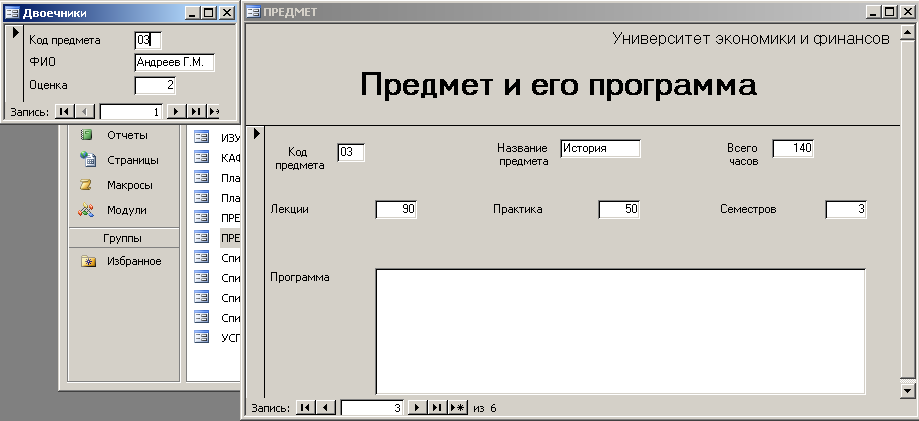 Двоечники
Код предмета 03
ФИО Андреев Г.М.
Оценка 2
Запись: 1
Отчеты
Страницы
Макросы
Модули
Группы
Избранное
ИЗУ
КАФ
Пла
Пла
ПРЕ
ПРЕ
Спи
Спи
Спи
Спи
УСП
ПРЕДМЕТ
Университет экономики и финансов
Предмет и его программа
Код предмета 03
Название предмета История
Всего часов 140
Лекции 90
Практика 50
Семестров 3
Программа
Запись: 3 из 6